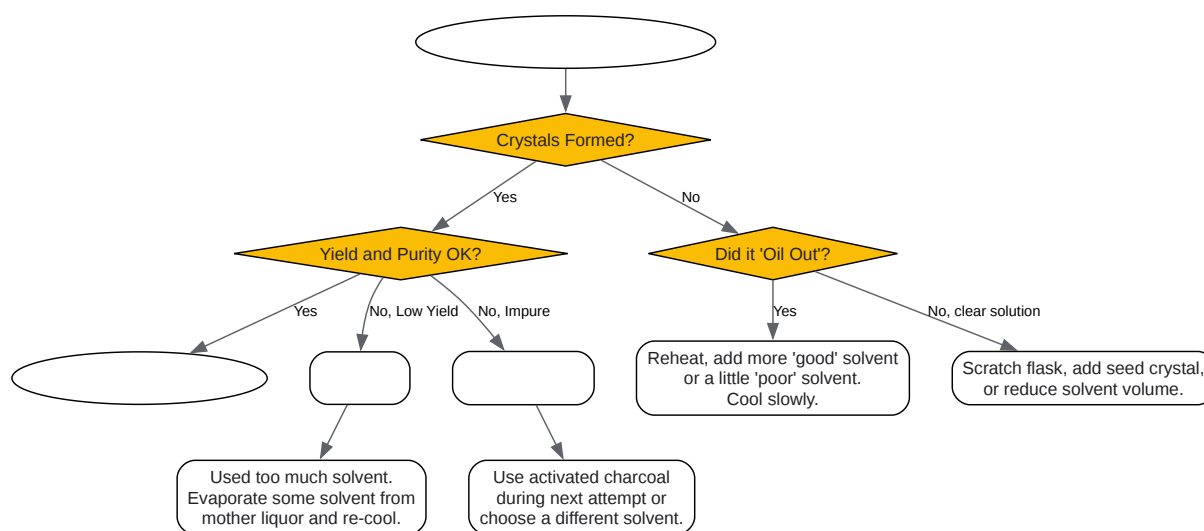 Crystals Formed?
Yes
No
Yield and Purity OK?
Did it 'Oil Out'?
Yes
No, Low Yield
No, Impure
Yes
No, clear solution
Reheat, add more 'good' solvent
or a little 'poor' solvent.
Cool slowly.
Scratch flask, add seed crystal,
or reduce solvent volume.
Used too much solvent.
Evaporate some solvent from
mother liquor and re-cool.
Use activated charcoal
during next attempt or
choose a different solvent.